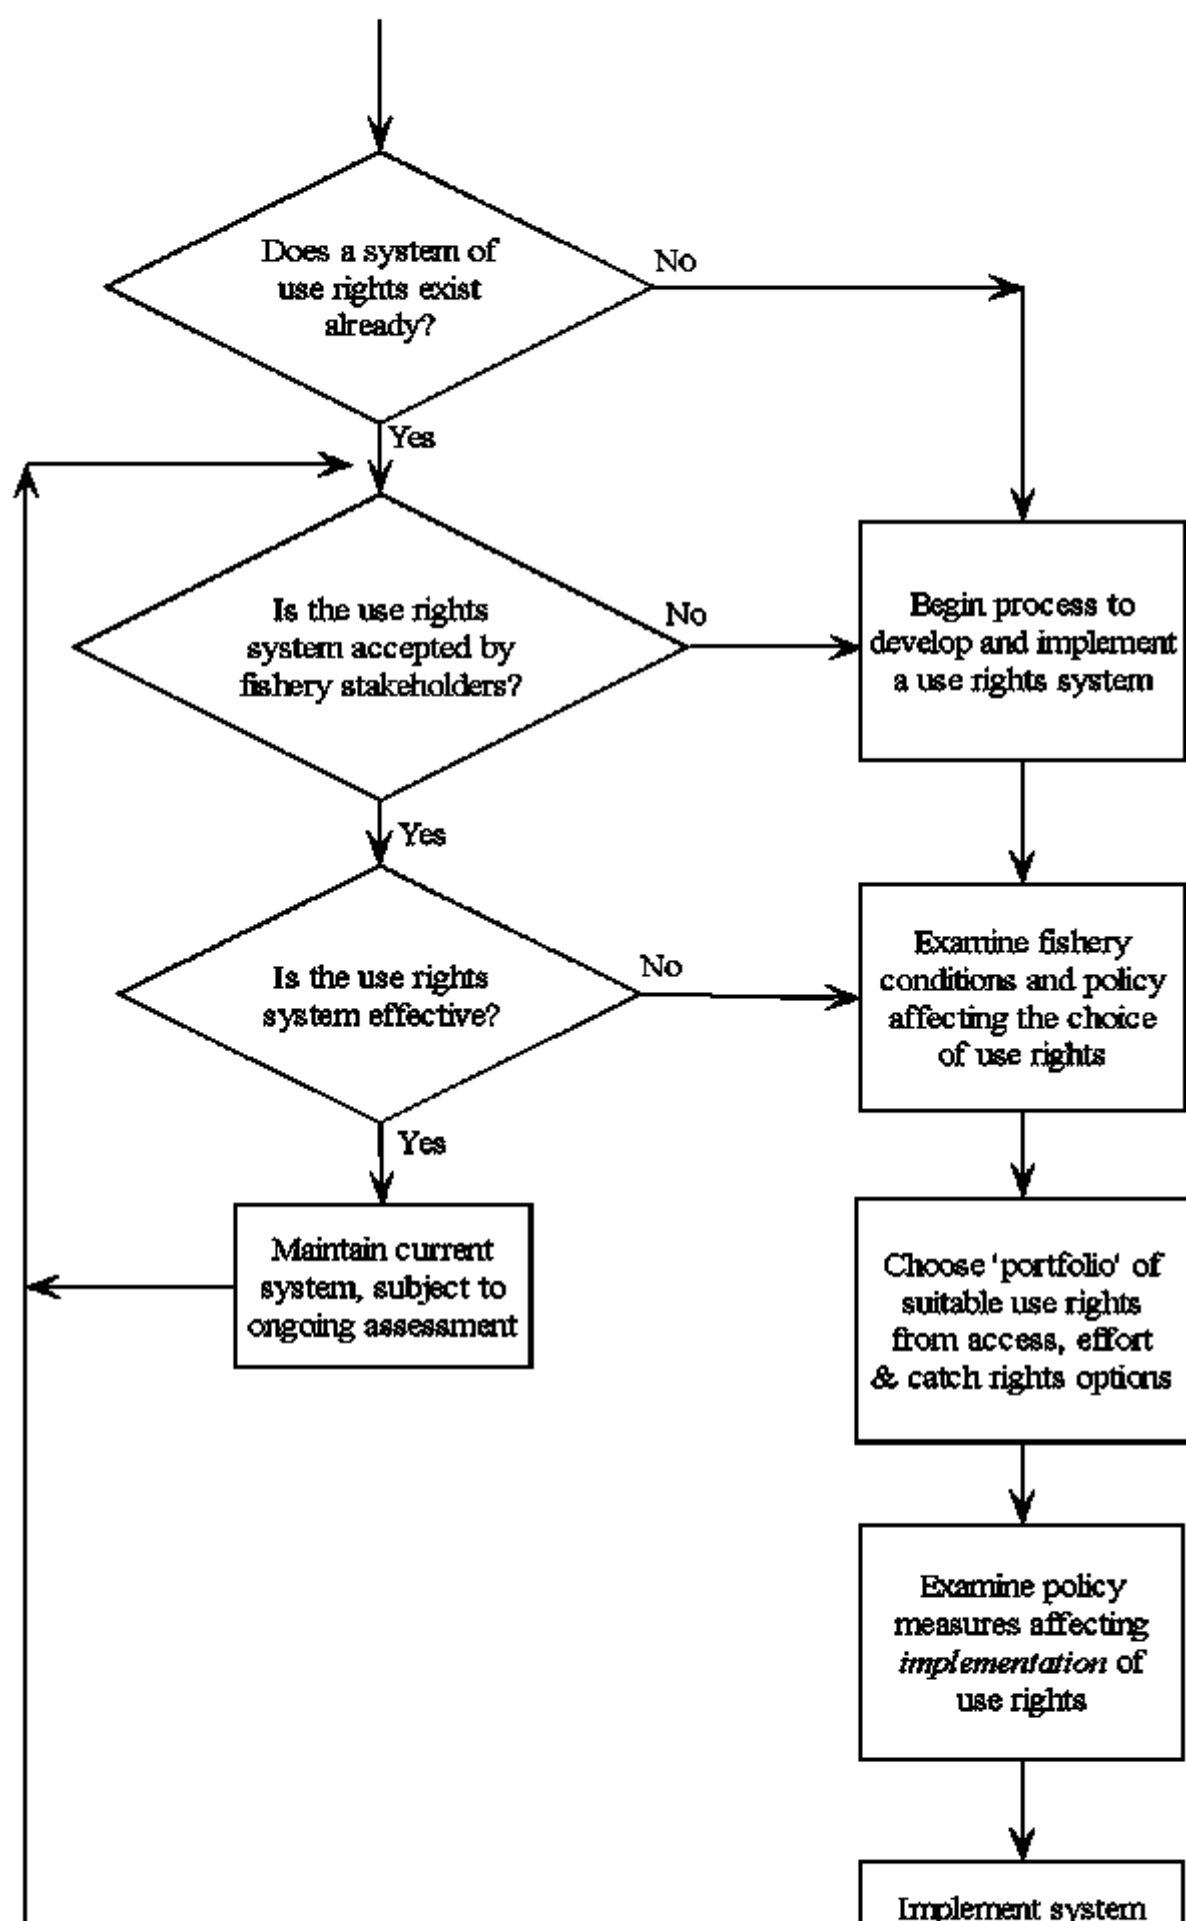 Does a system of
use rights exist
already?
No
Yes
Is the use rights
system accepted by
fishery stakeholders?
No
Begin process to
develop and implement
a use rights system
Yes
Is the use rights
system effective?
No
Examine fishery
conditions and policy
affecting the choice
of use rights
Yes
Maintain current
system, subject to
ongoing assessment
Choose 'portfolio' of
suitable use rights
from access, effort
& catch rights options
Examine policy
measures affecting
implementation of
use rights
Implement system